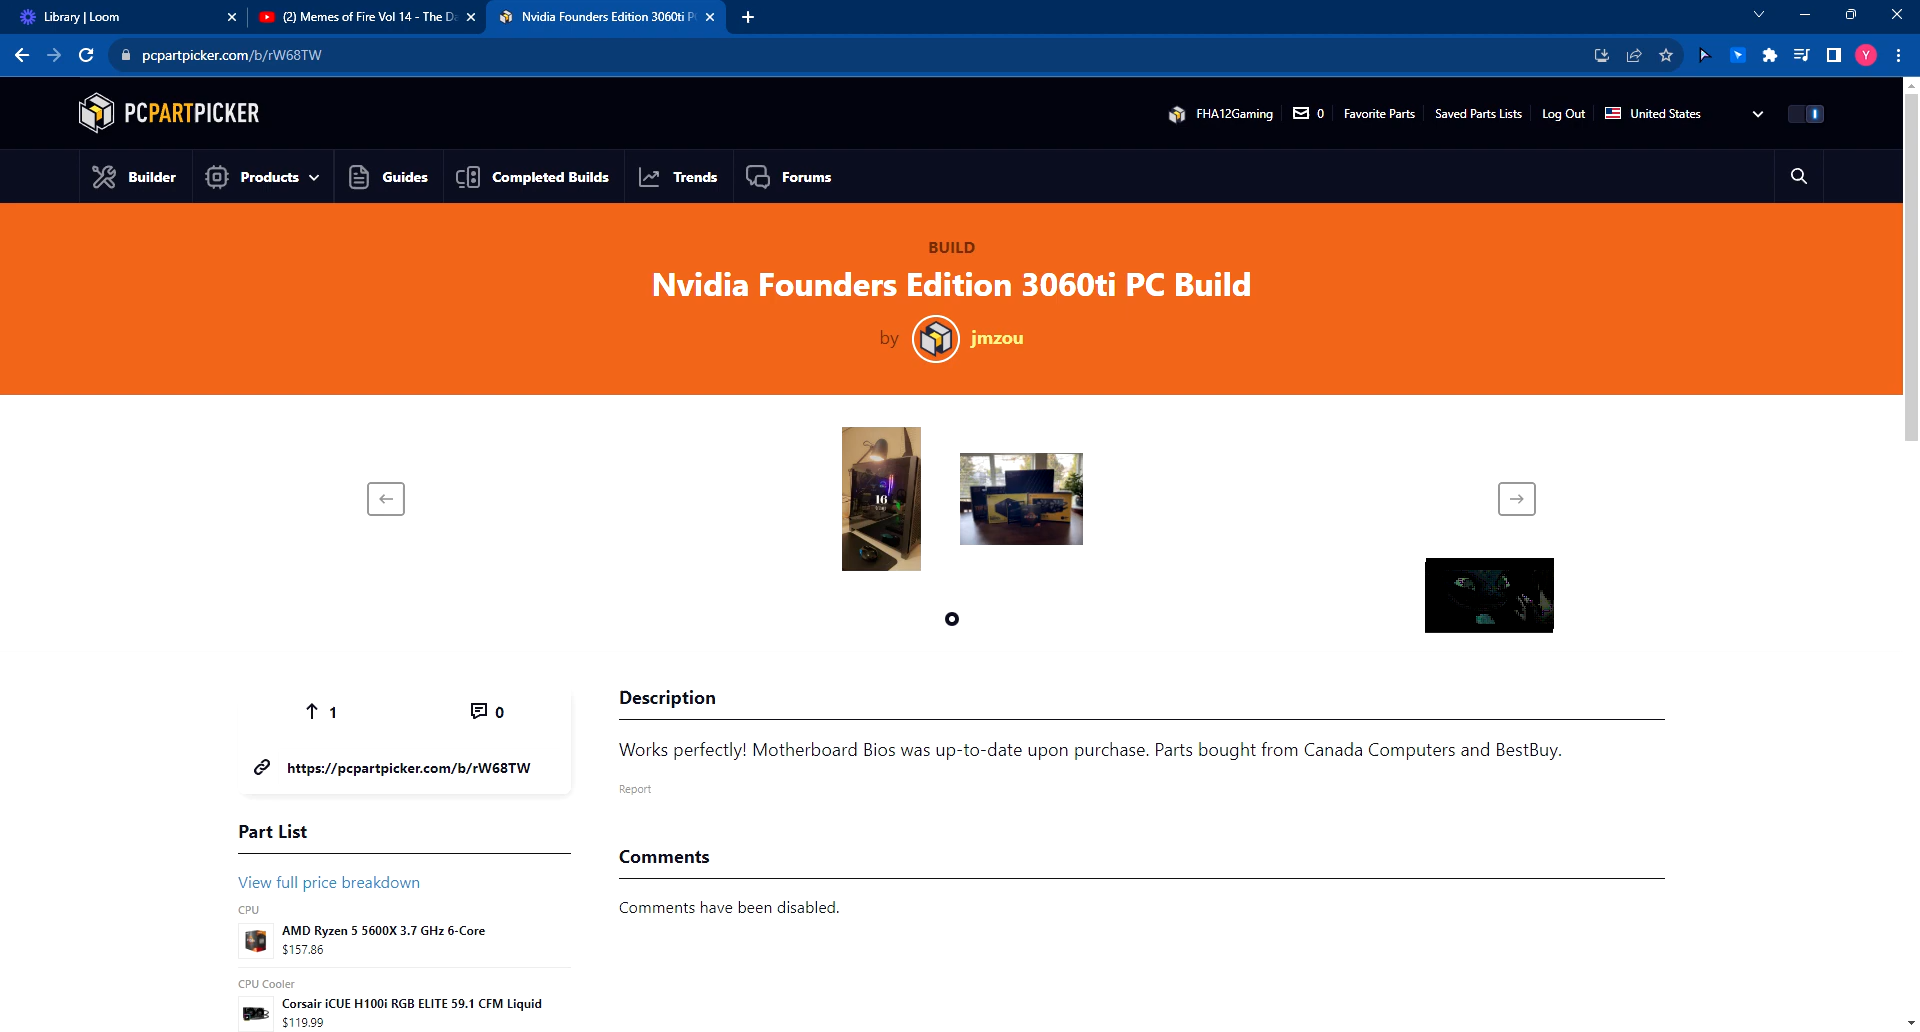 Library | Loom
(2) Memes of Fire Vol 14 - The Da
Nvidia Founders Edition 3060ti P
pcpartpicker.com/b/rW68TW
Y
PCPARTPICKER
FHA12Gaming
0
Favorite Parts
Saved Parts Lists
Log Out
United States
Builder
Products
Guides
Completed Builds
Trends
Forums
BUILD
Nvidia Founders Edition 3060ti PC Build
by jmzou
16
1
0
https://pcpartpicker.com/b/rW68TW
Part List
View full price breakdown
CPU
AMD Ryzen 5 5600X 3.7 GHz 6-Core
$157.86
CPU Cooler
Corsair iCUE H100i RGB ELITE 59.1 CFM Liquid
$119.99
Description
Works perfectly! Motherboard Bios was up-to-date upon purchase. Parts bought from Canada Computers and BestBuy.
Report
Comments
Comments have been disabled.